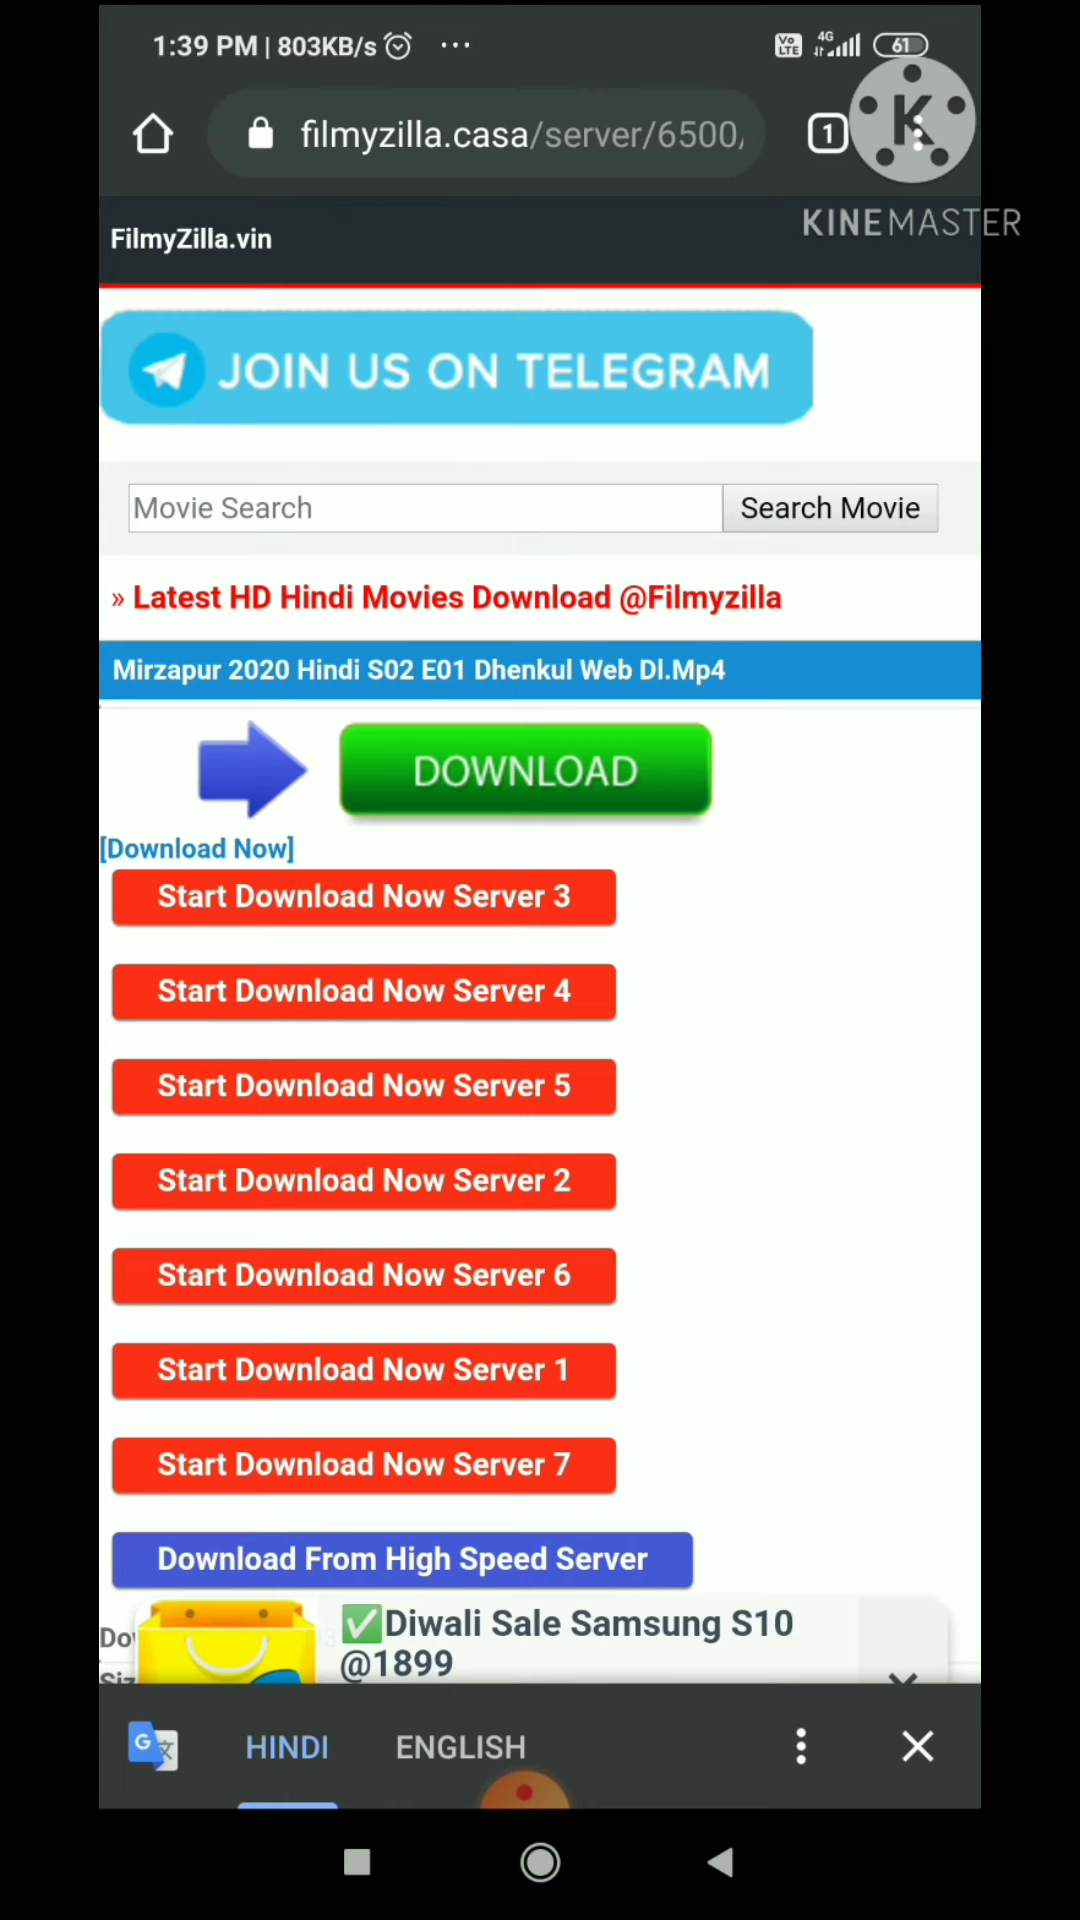 1:39 PM | 803KB/s ...
Vo LTE 4G 61
filmyzilla.casa/server/6500/
1
K
KINEMASTER
FilmyZilla.vin
JOIN US ON TELEGRAM
Movie Search Search Movie
» Latest HD Hindi Movies Download @Filmyzilla
Mirzapur 2020 Hindi S02 E01 Dhenkul Web Dl.Mp4
DOWNLOAD
[Download Now]
Start Download Now Server 3
Start Download Now Server 4
Start Download Now Server 5
Start Download Now Server 2
Start Download Now Server 6
Start Download Now Server 1
Start Download Now Server 7
Download From High Speed Server
✅Diwali Sale Samsung S10
@1899
G 文 HINDI ENGLISH